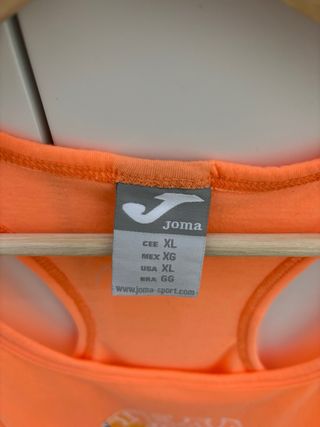 joma
CEE XL
MEX XG
USA XL
BRA GG
www.joma-sport.com